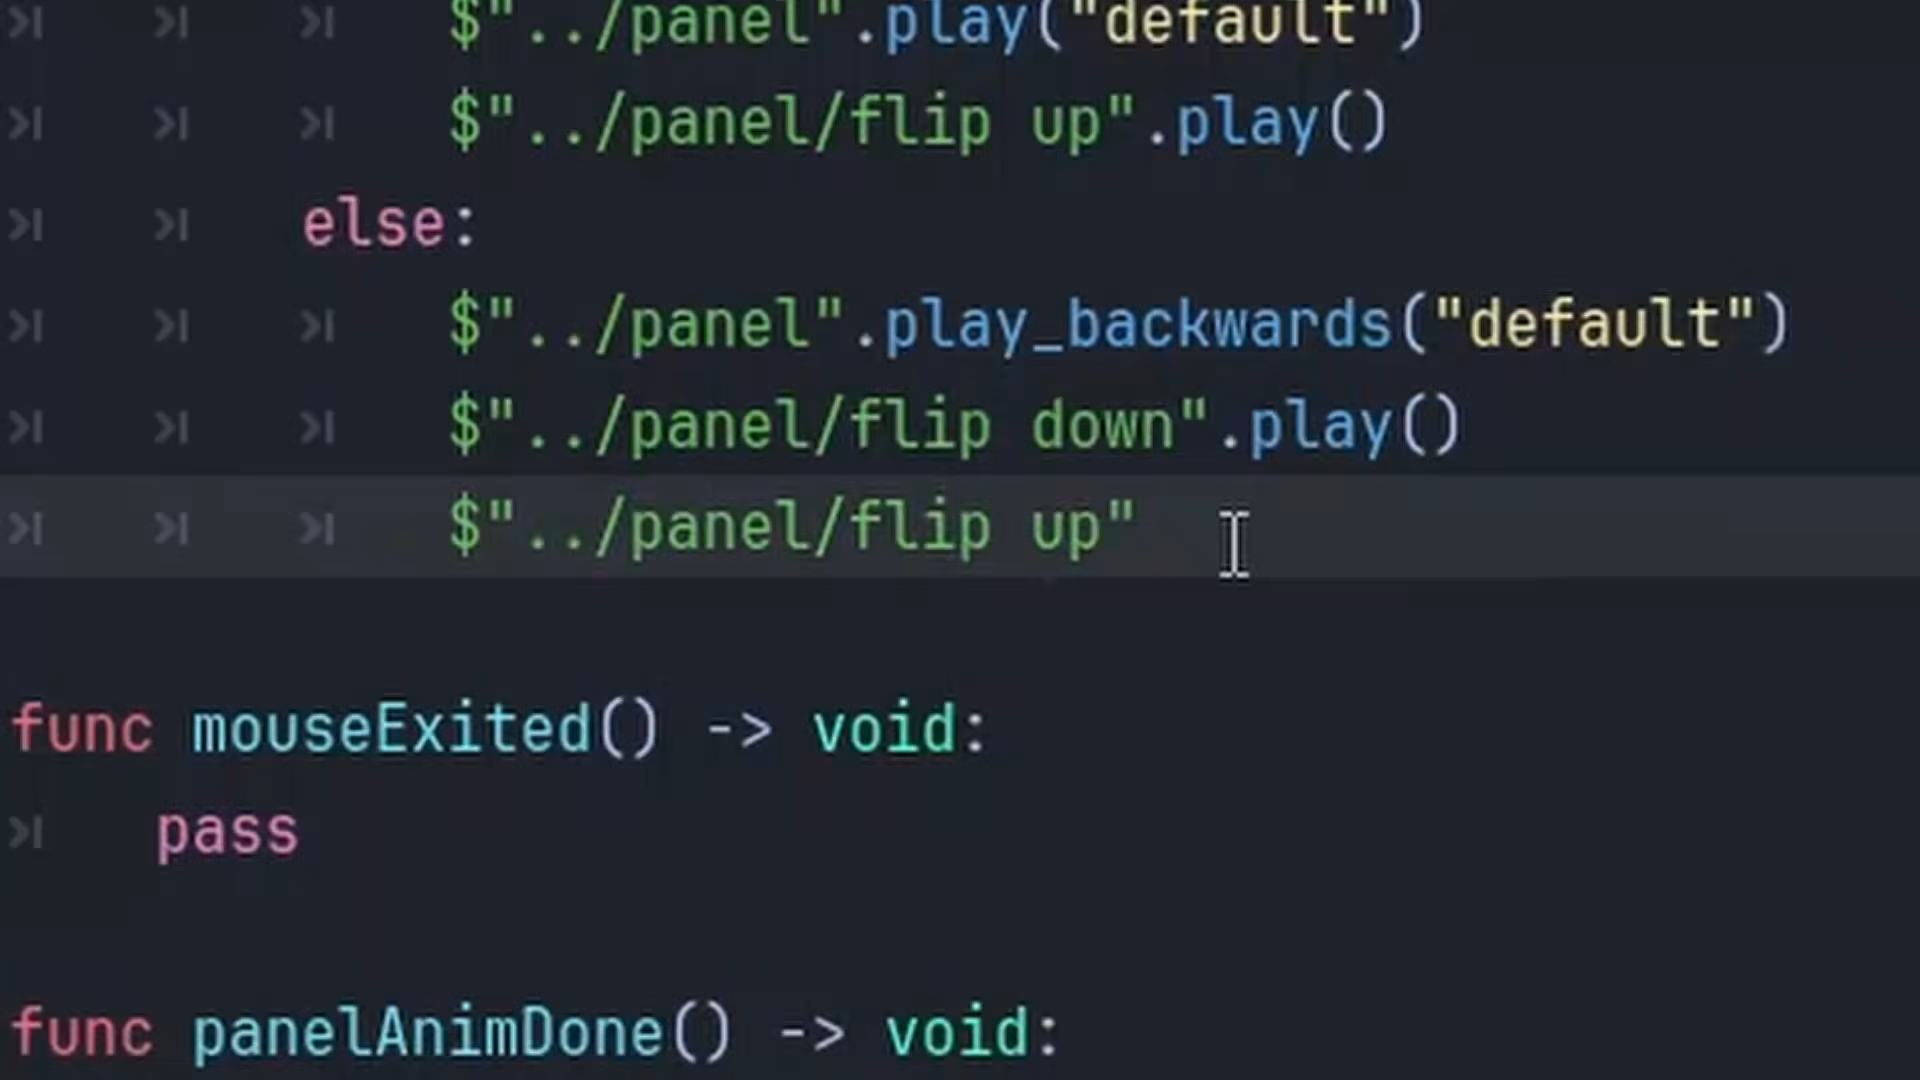 $"../panel".play("default")
$"../panel/flip up".play()
else:
$"../panel".play_backwards("default")
$"../panel/flip down".play()
$"../panel/flip up"
func mouseExited() -> void:
pass
func panelAnimDone() -> void: